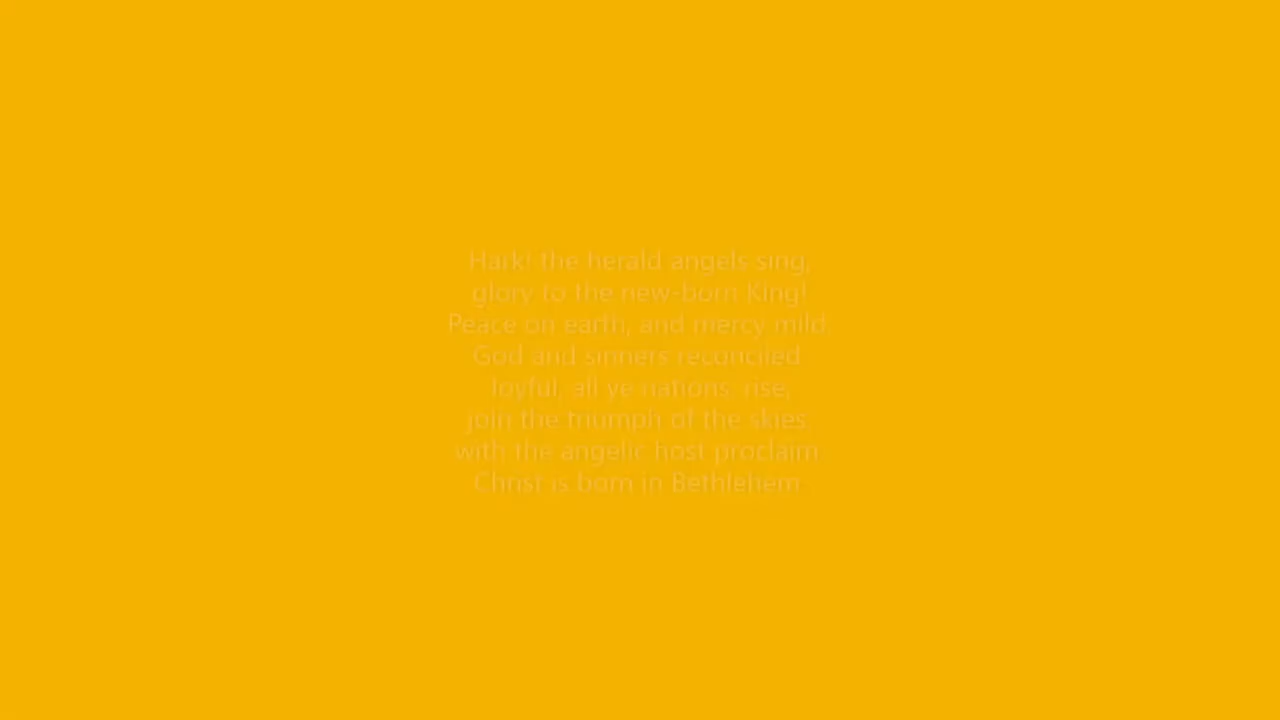 Hark! the herald angels sing,
glory to the new-born King!
Peace on earth, and mercy mild
God and sinners reconciled
Joyful, all ye nations, rise,
join the triumph of the skies
with the angelic host proclaim
Christ is born in Bethlehem